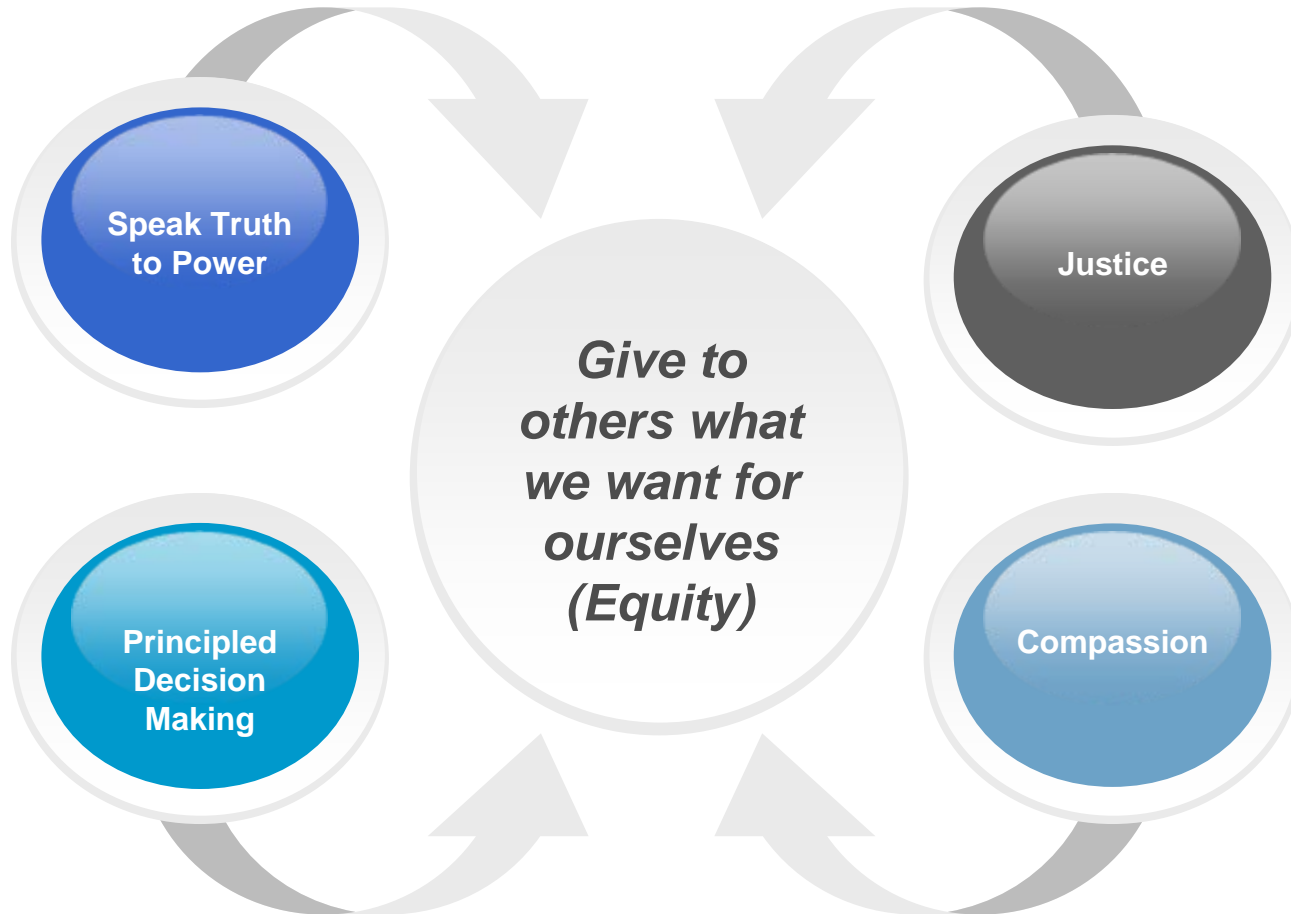 Speak Truth
to Power
Justice
Give to
others what
we want for
ourselves
(Equity)
Principled
Decision
Making
Compassion